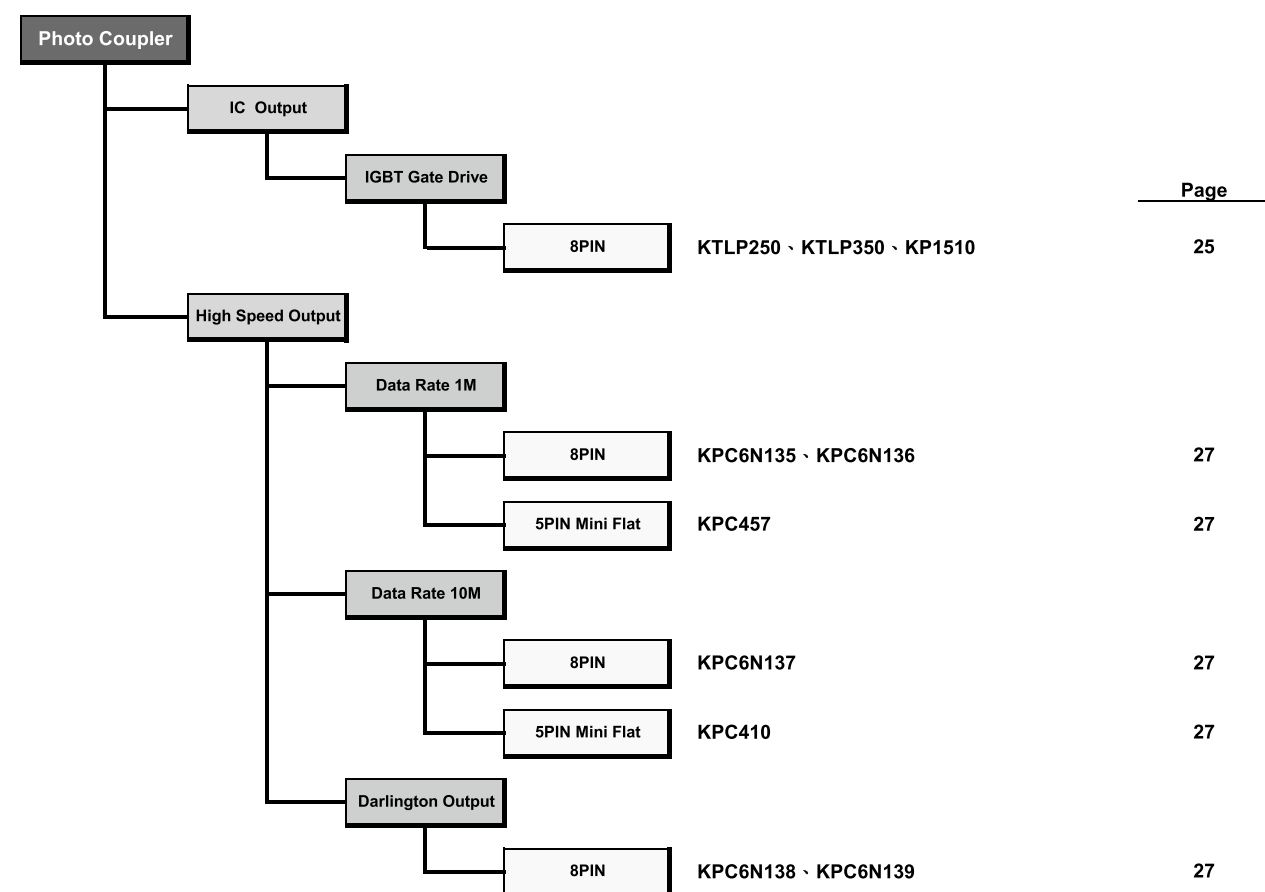 Photo Coupler
IC Output
IGBT Gate Drive
Page
8PIN KTLP250、KTLP350、KP1510 25
High Speed Output
Data Rate 1M
8PIN KPC6N135、KPC6N136 27
5PIN Mini Flat KPC457 27
Data Rate 10M
8PIN KPC6N137 27
5PIN Mini Flat KPC410 27
Darlington Output
8PIN KPC6N138、KPC6N139 27